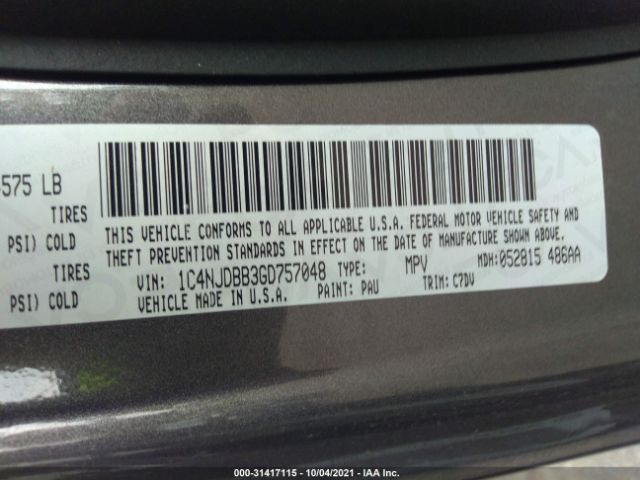 575 LB
TIRES
PSI) COLD
TIRES
PSI) COLD
THIS VEHICLE CONFORMS TO ALL APPLICABLE U.S.A. FEDERAL MOTOR VEHICLE SAFETY AND
THEFT PREVENTION STANDARDS IN EFFECT ON THE DATE OF MANUFACTURE SHOWN ABOVE.
VIN: 1C4NJDBB3GD757048 TYPE: MPV MDH:052815 486AA
VEHICLE MADE IN U.S.A. PAINT: PAU TRIM: C7DV
000-31417115 - 10/04/2021 - IAA Inc.